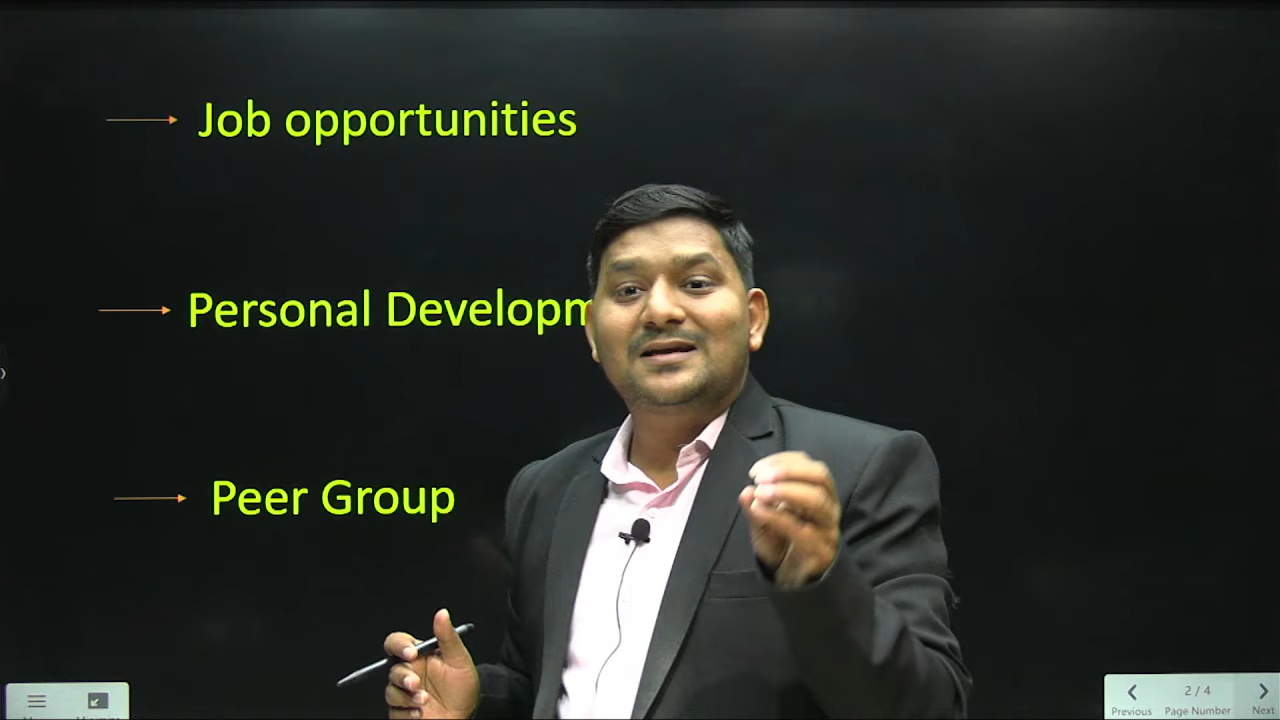 Job opportunities
Personal Developm
Peer Group
2 / 4
Previous
Page Number
Next